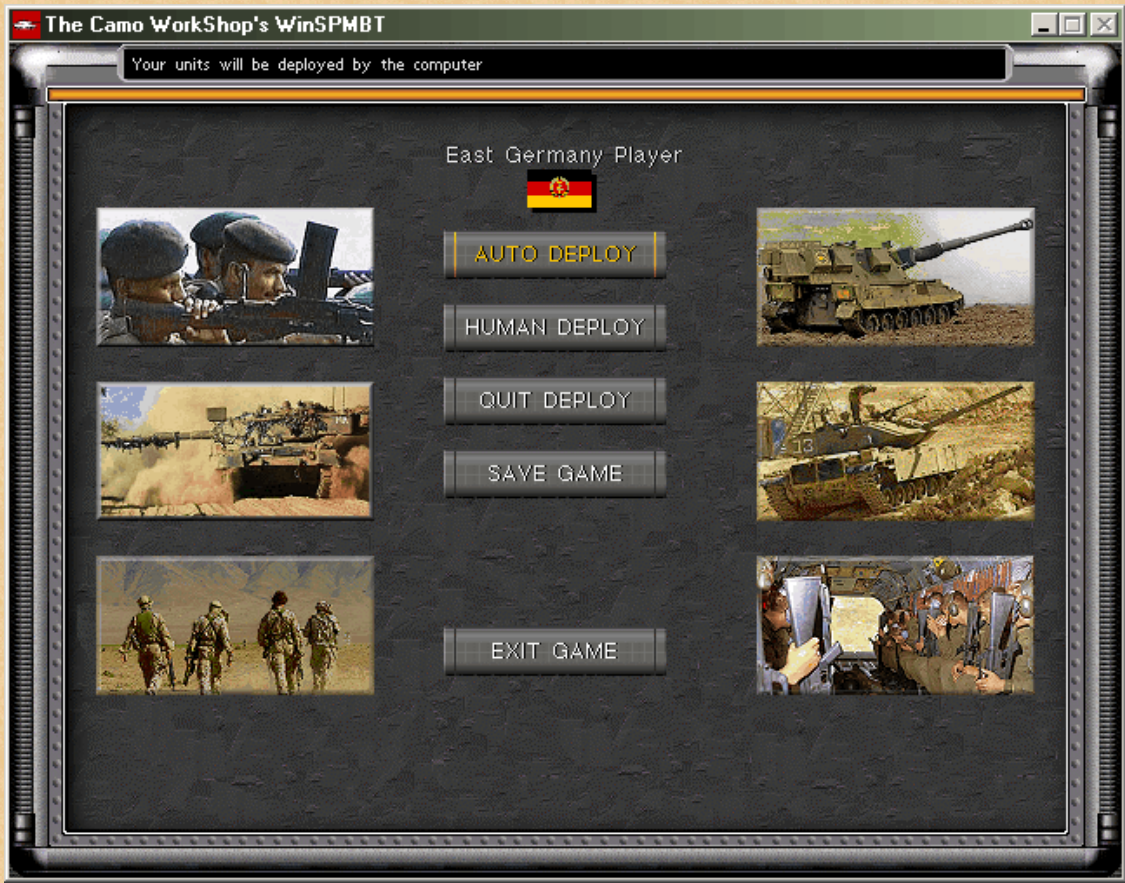 The Camo WorkShop's WinSPMBT
Your units will be deployed by the computer
East Germany Player
AUTO DEPLOY
HUMAN DEPLOY
QUIT DEPLOY
SAVE GAME
13
EXIT GAME